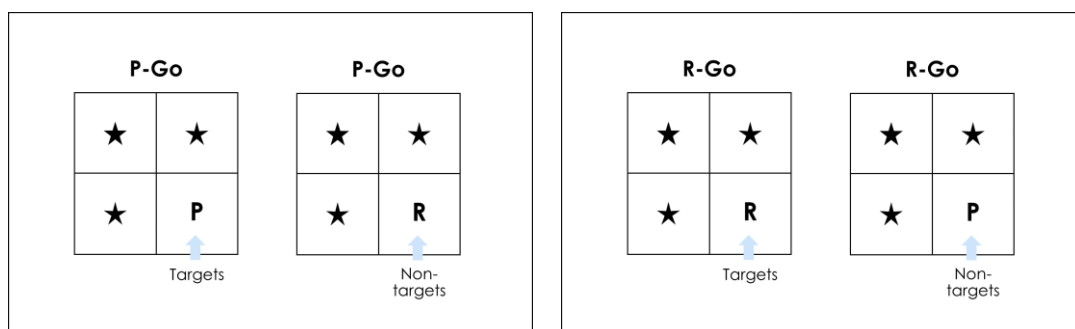 P-Go
P-Go
P
R
Targets
Non-
targets
R-Go
R-Go
R
P
Targets
Non-
targets